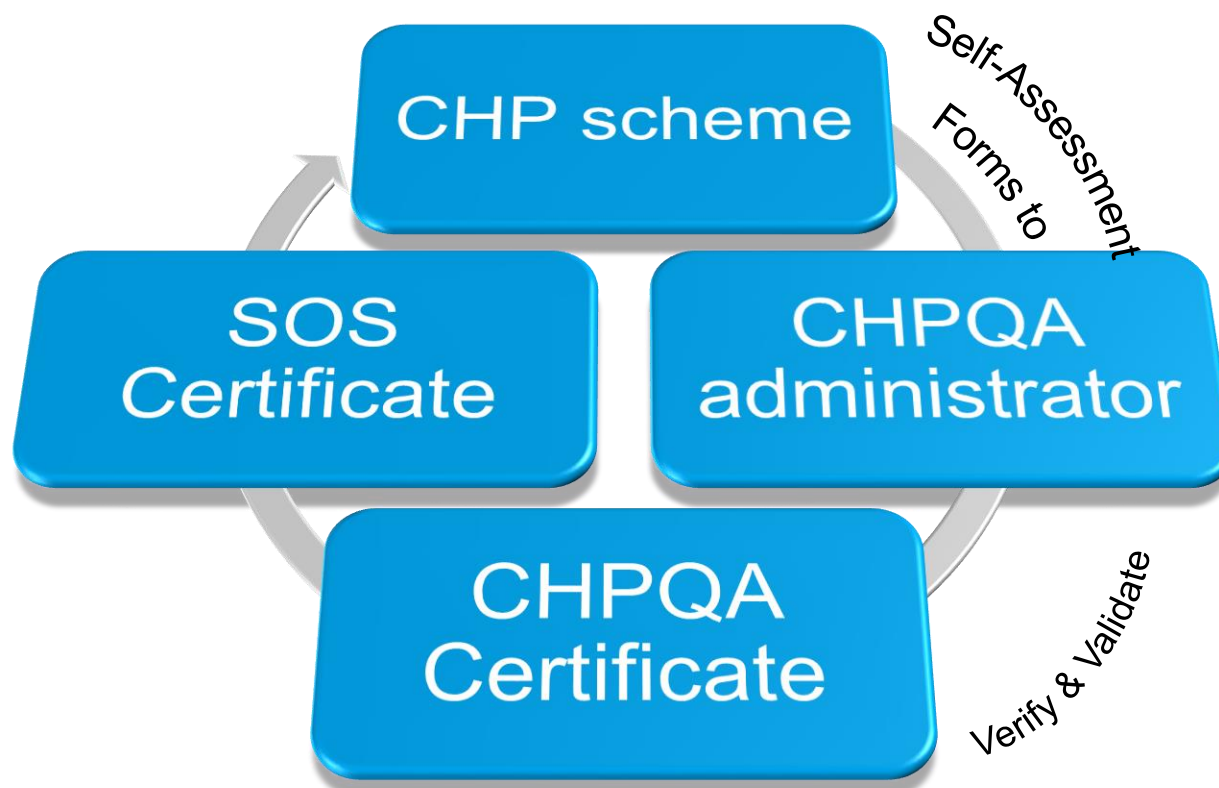 CHP scheme
Self-Assessment
Forms to
CHPQA
administrator
Verify & Validate
CHPQA
Certificate
SOS
Certificate